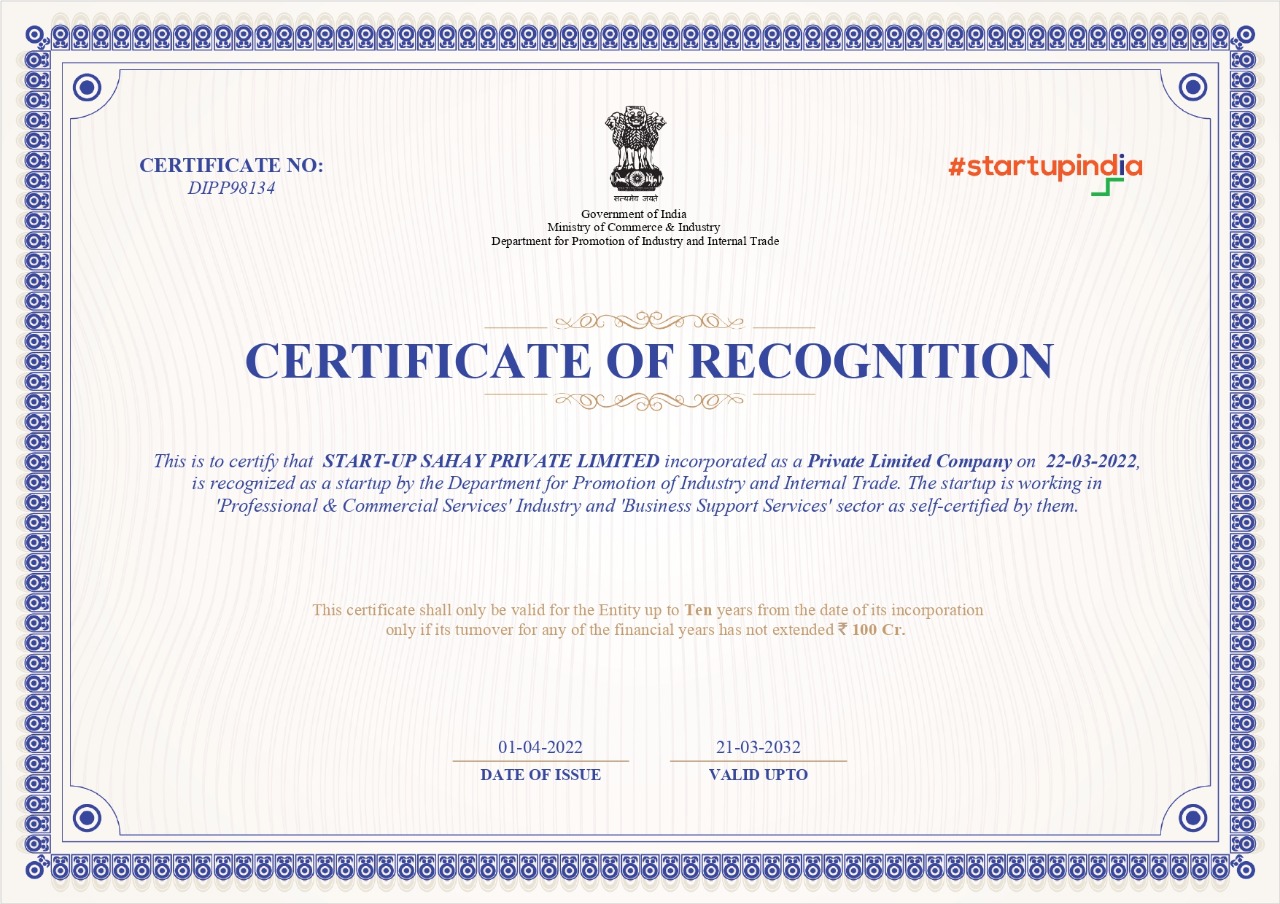 CERTIFICATE NO:
DIPP98134
सत्यमेव जयते
#startupindia
Government of India
Ministry of Commerce & Industry
Department for Promotion of Industry and Internal Trade
CERTIFICATE OF RECOGNITION
This is to certify that START-UP SAHAY PRIVATE LIMITED incorporated as a Private Limited Company on 22-03-2022,
is recognized as a startup by the Department for Promotion of Industry and Internal Trade. The startup is working in
'Professional & Commercial Services' Industry and 'Business Support Services' sector as self-certified by them.
This certificate shall only be valid for the Entity up to Ten years from the date of its incorporation
only if its turnover for any of the financial years has not extended ₹ 100 Cr.
01-04-2022
DATE OF ISSUE
21-03-2032
VALID UPTO